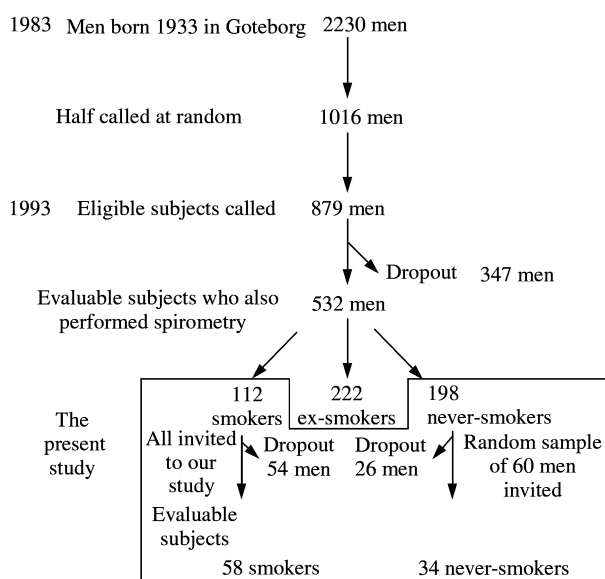 1983 Men born 1933 in Goteborg 2230 men
Half called at random 1016 men
1993 Eligible subjects called 879 men
Dropout 347 men
Evaluable subjects who also
performed spirometry
532 men
112
smokers
222
ex-smokers
198
never-smokers
The
present
study
All invited
to our
study
Dropout
54 men
Dropout
26 men
Random sample
of 60 men
invited
Evaluable
subjects
58 smokers 34 never-smokers